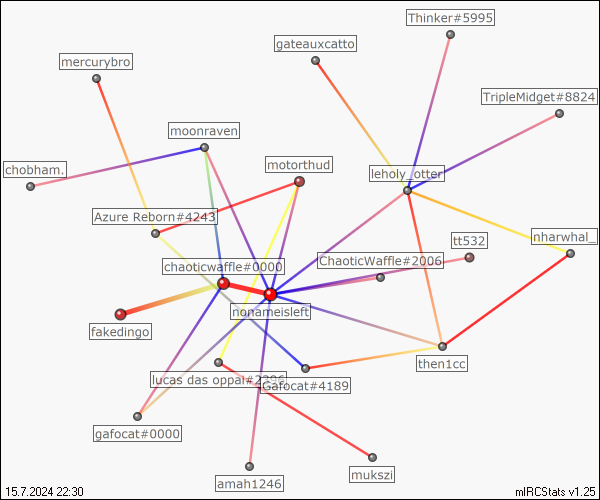 Thinker#5995
gateauxcatto
mercurybro
TripleMidget#8824
moonraven
motorthud
chobham.
leholy_otter
Azure Reborn#4243
nharwhal_
tt532
ChaoticWaffle#2006
chaoticwaffle#0000
nonameisleft
fakedingo
then1cc
lucas das oppai#2296
Gafocat#4189
gafocat#0000
mukszi
amah1246
15.7.2024 22:30
mIRCStats v1.25